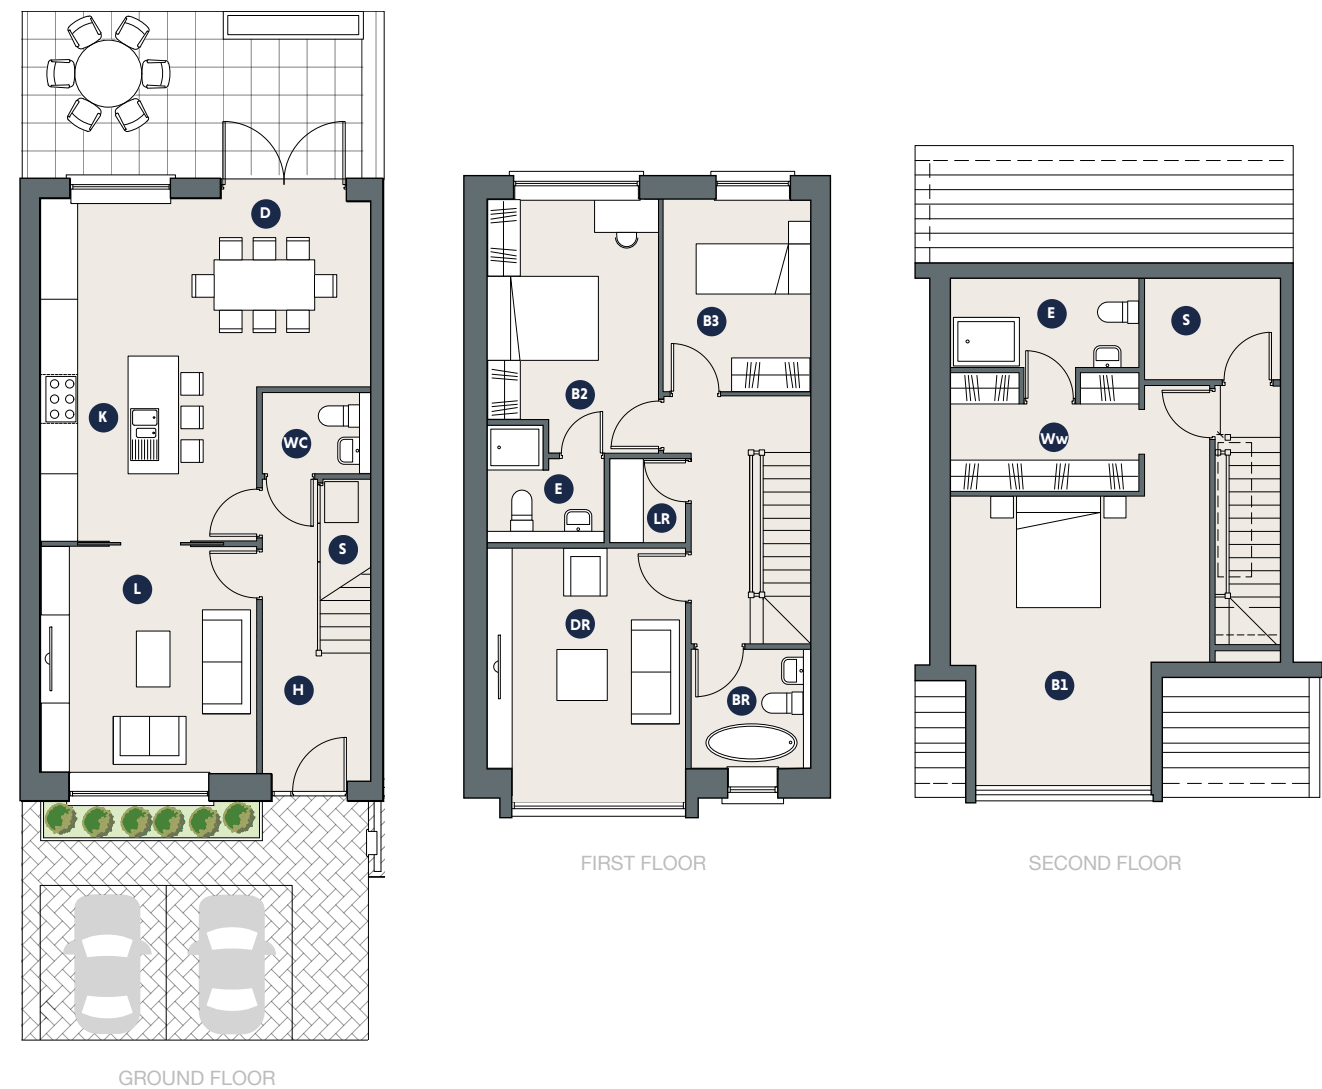 D
K
WC
S
L
H
GROUND FLOOR
B3
B2
E
LR
DR
BR
FIRST FLOOR
E
S
Ww
B1
SECOND FLOOR